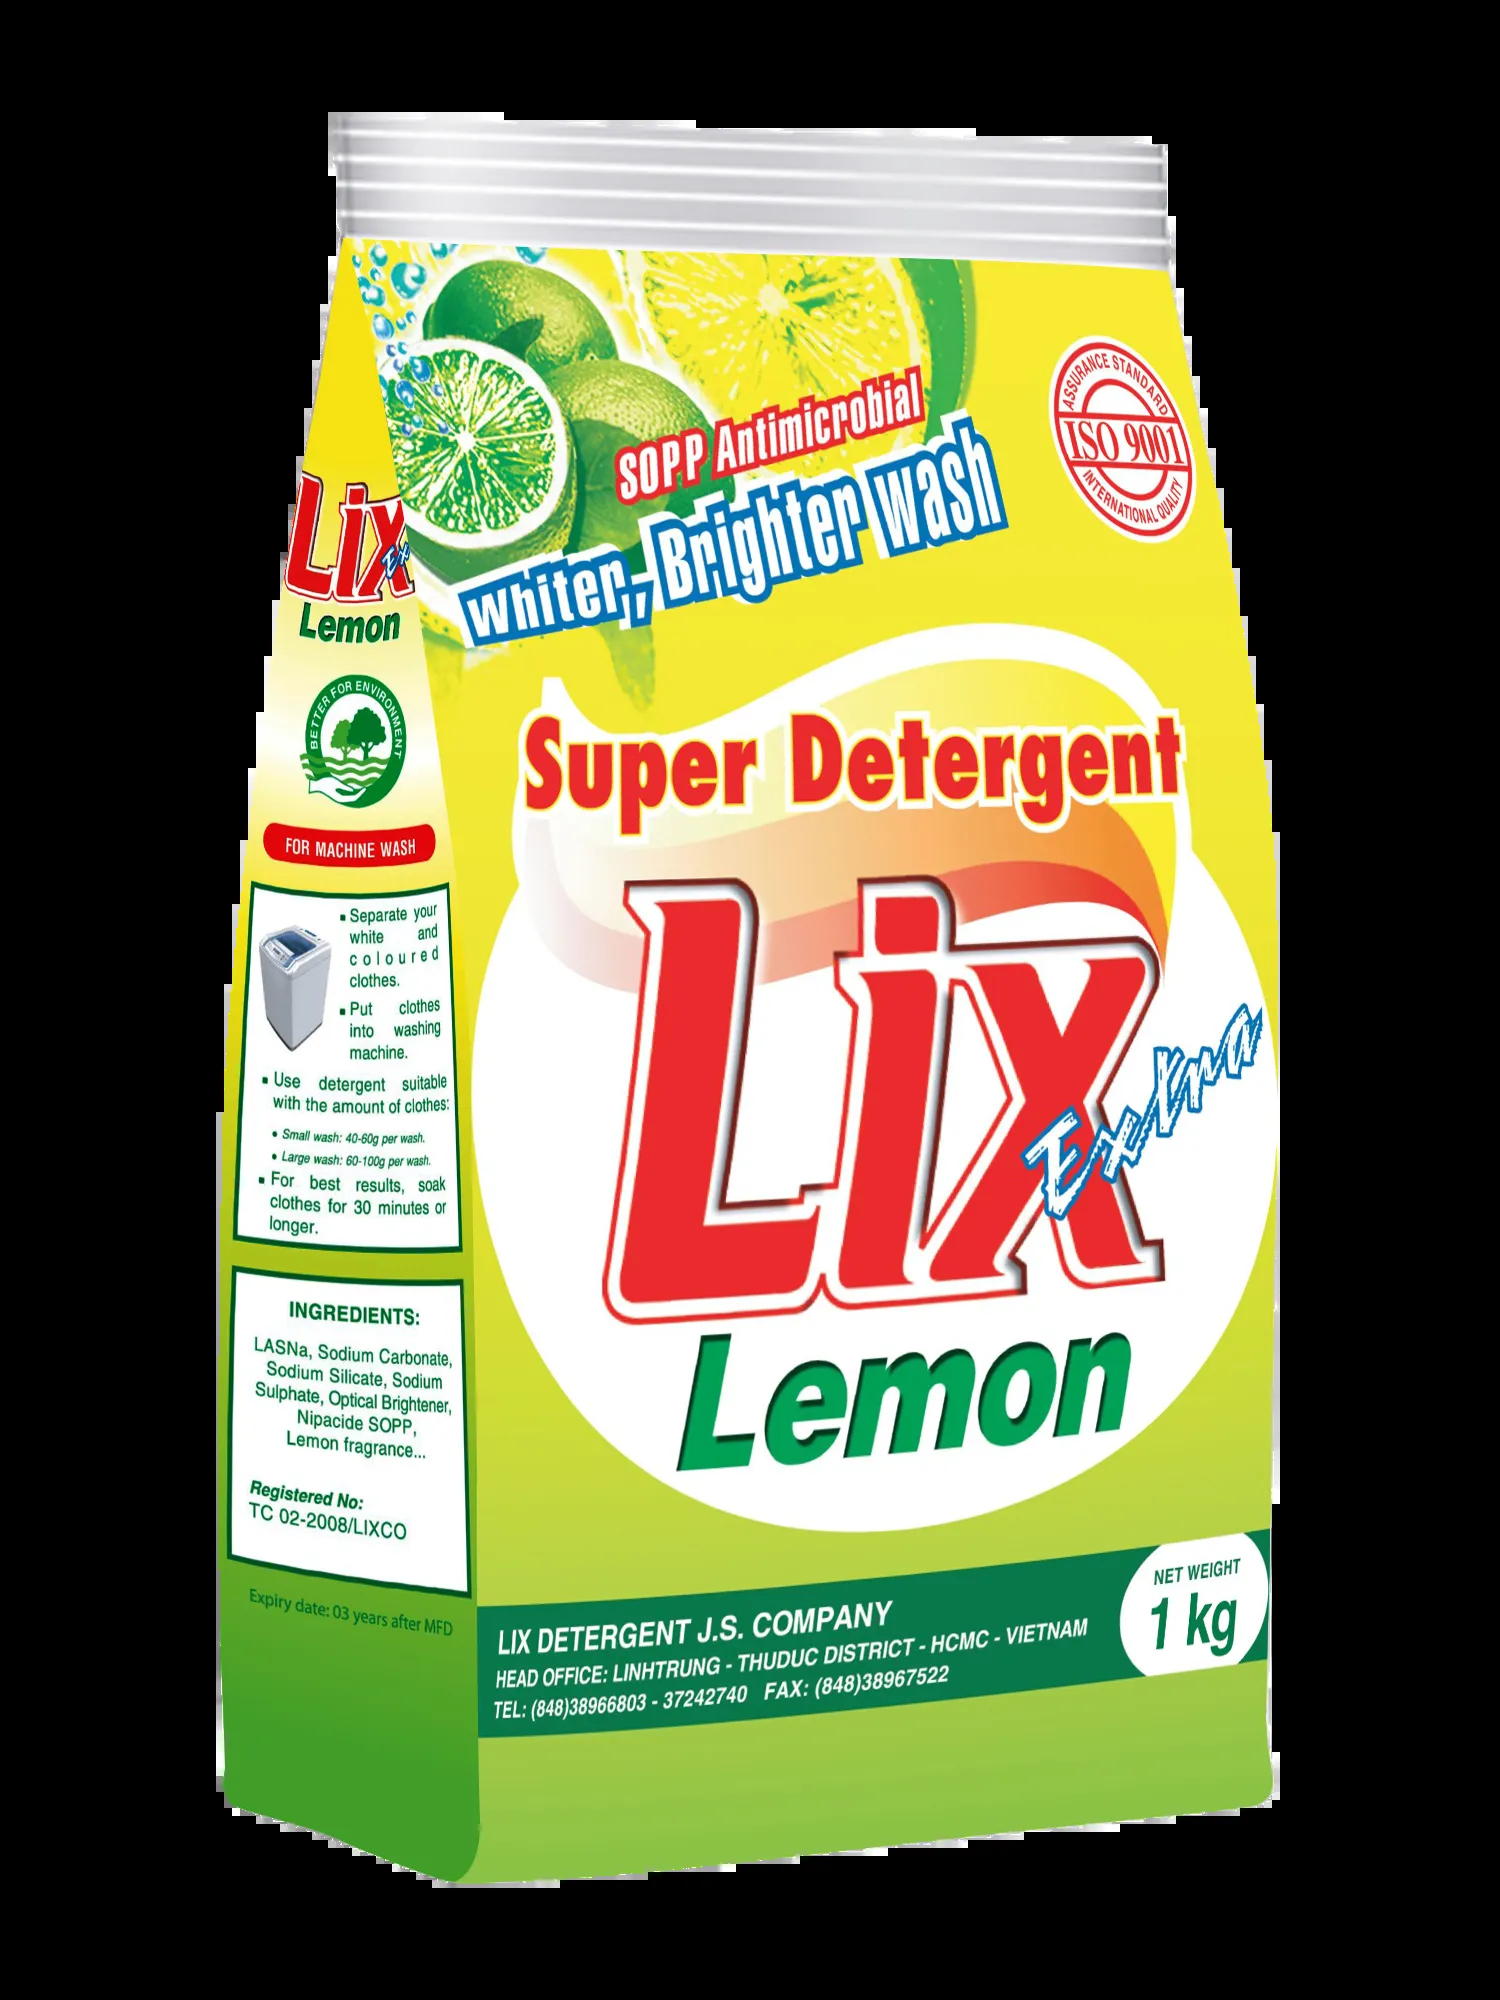 SOPP Antimicrobial
whiter,, Brighter wash
ASSURANCE STANDARD
ISO 9001
INTERNATIONAL QUALITY
Super Detergent
Lix
Extra
Lemon
NET WEIGHT
1 kg
LIX DETERGENT J.S. COMPANY
HEAD OFFICE: LINHTRUNG - THUDUC DISTRICT - HCMC - VIETNAM
TEL: (848)38966803 - 37242740 FAX: (848)38967522
Lix
Ex
Lemon
BETTER FOR ENVIRONMENT
FOR MACHINE WASH
▪ Separate your
white and
coloured
clothes.
▪ Put clothes
into washing
machine.
▪ Use detergent suitable
with the amount of clothes:
• Small wash: 40-60g per wash.
• Large wash: 60-100g per wash.
▪ For best results, soak
clothes for 30 minutes or
longer.
INGREDIENTS:
LASNa, Sodium Carbonate,
Sodium Silicate, Sodium
Sulphate, Optical Brightener,
Nipacide SOPP,
Lemon fragrance...
Registered No:
TC 02-2008/LIXCO
Expiry date: 03 years after MFD